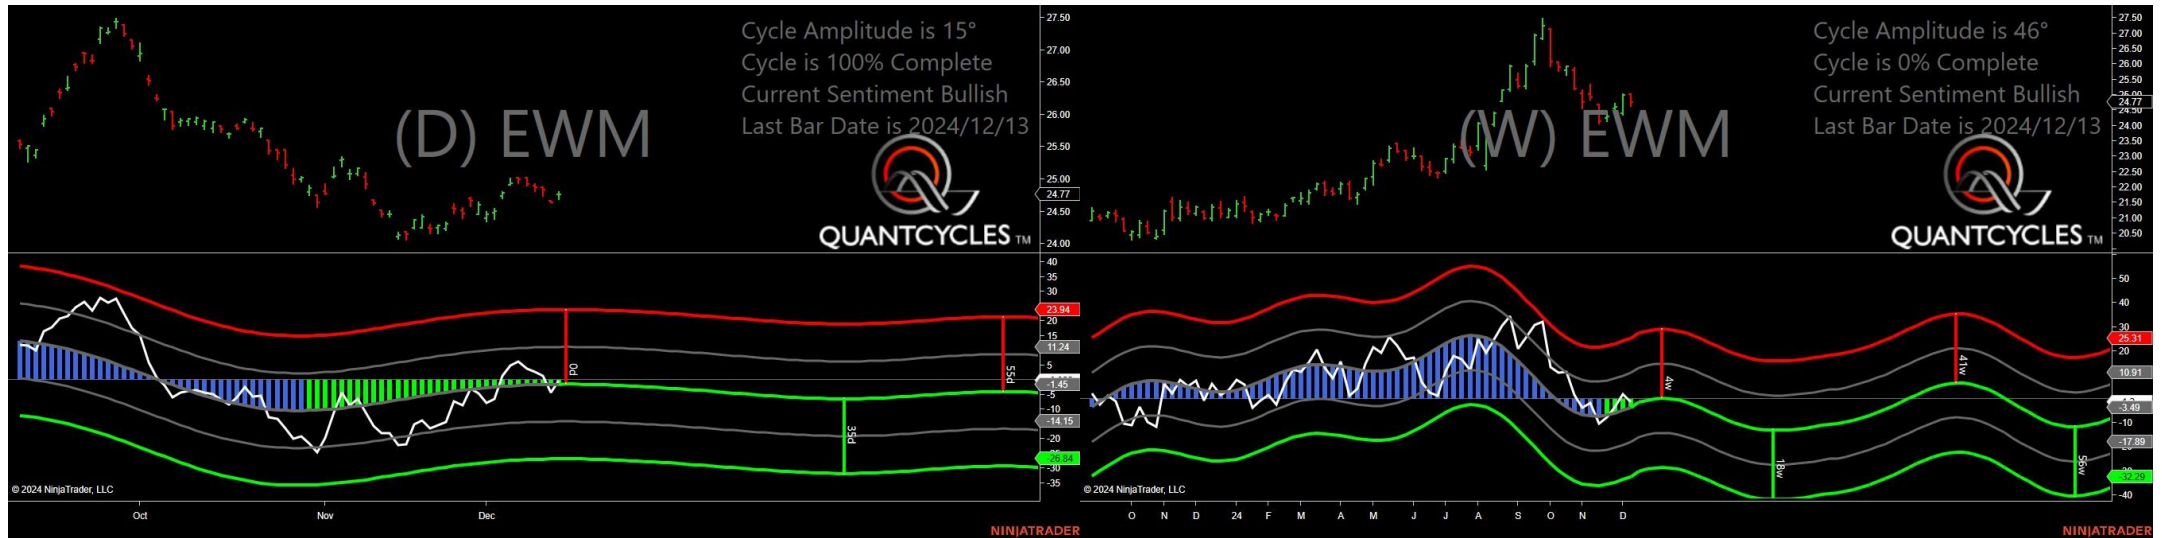 Cycle Amplitude is 15°
Cycle is 100% Complete
Current Sentiment Bullish
Last Bar Date is 2024/12/13
(D) EWM
QUANTCYCLES TM
27.50
27.00
26.50
26.00
25.50
25.00
24.77
24.50
24.00
40
35
30
23.94
20
15
11.24
5
-1.45
-5
-10
-14.15
-20
-26.84
-30
-35
0d
35d
55d
© 2024 NinjaTrader, LLC
Oct Nov Dec
NINJATRADER
Cycle Amplitude is 46°
Cycle is 0% Complete
Current Sentiment Bullish
Last Bar Date is 2024/12/13
(W) EWM
QUANTCYCLES TM
27.50
27.00
26.50
26.00
25.50
24.77
24.50
24.00
23.50
23.00
22.50
22.00
21.50
21.00
20.50
50
40
30
25.31
20
10.91
-3.49
-10
-17.89
-32.29
-40
4w
18w
41w
56w
© 2024 NinjaTrader, LLC
O N D 24 F M A M J J A S O N D
NINJATRADER